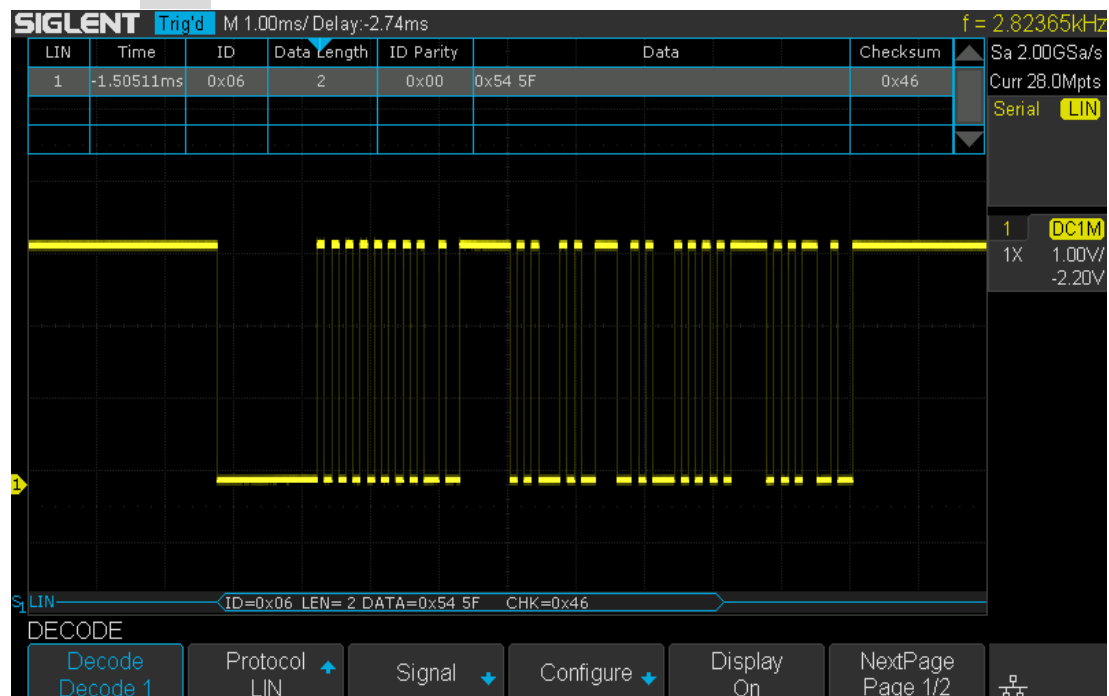 SIGLENT Trig'd M 1.00ms/ Delay:-2.74ms f = 2.82365kHz
LIN Time ID Data Length ID Parity Data Checksum Sa 2.00GSa/s
1 -1.50511ms 0x06 2 0x00 0x54 5F 0x46 Curr 28.0Mpts
Serial LIN
1 DC1M
1X 1.00V/
-2.20V
1
S1 LIN ID=0x06 LEN= 2 DATA=0x54 5F CHK=0x46
DECODE
Decode Protocol Signal Configure Display NextPage
Decode 1 LIN On Page 1/2